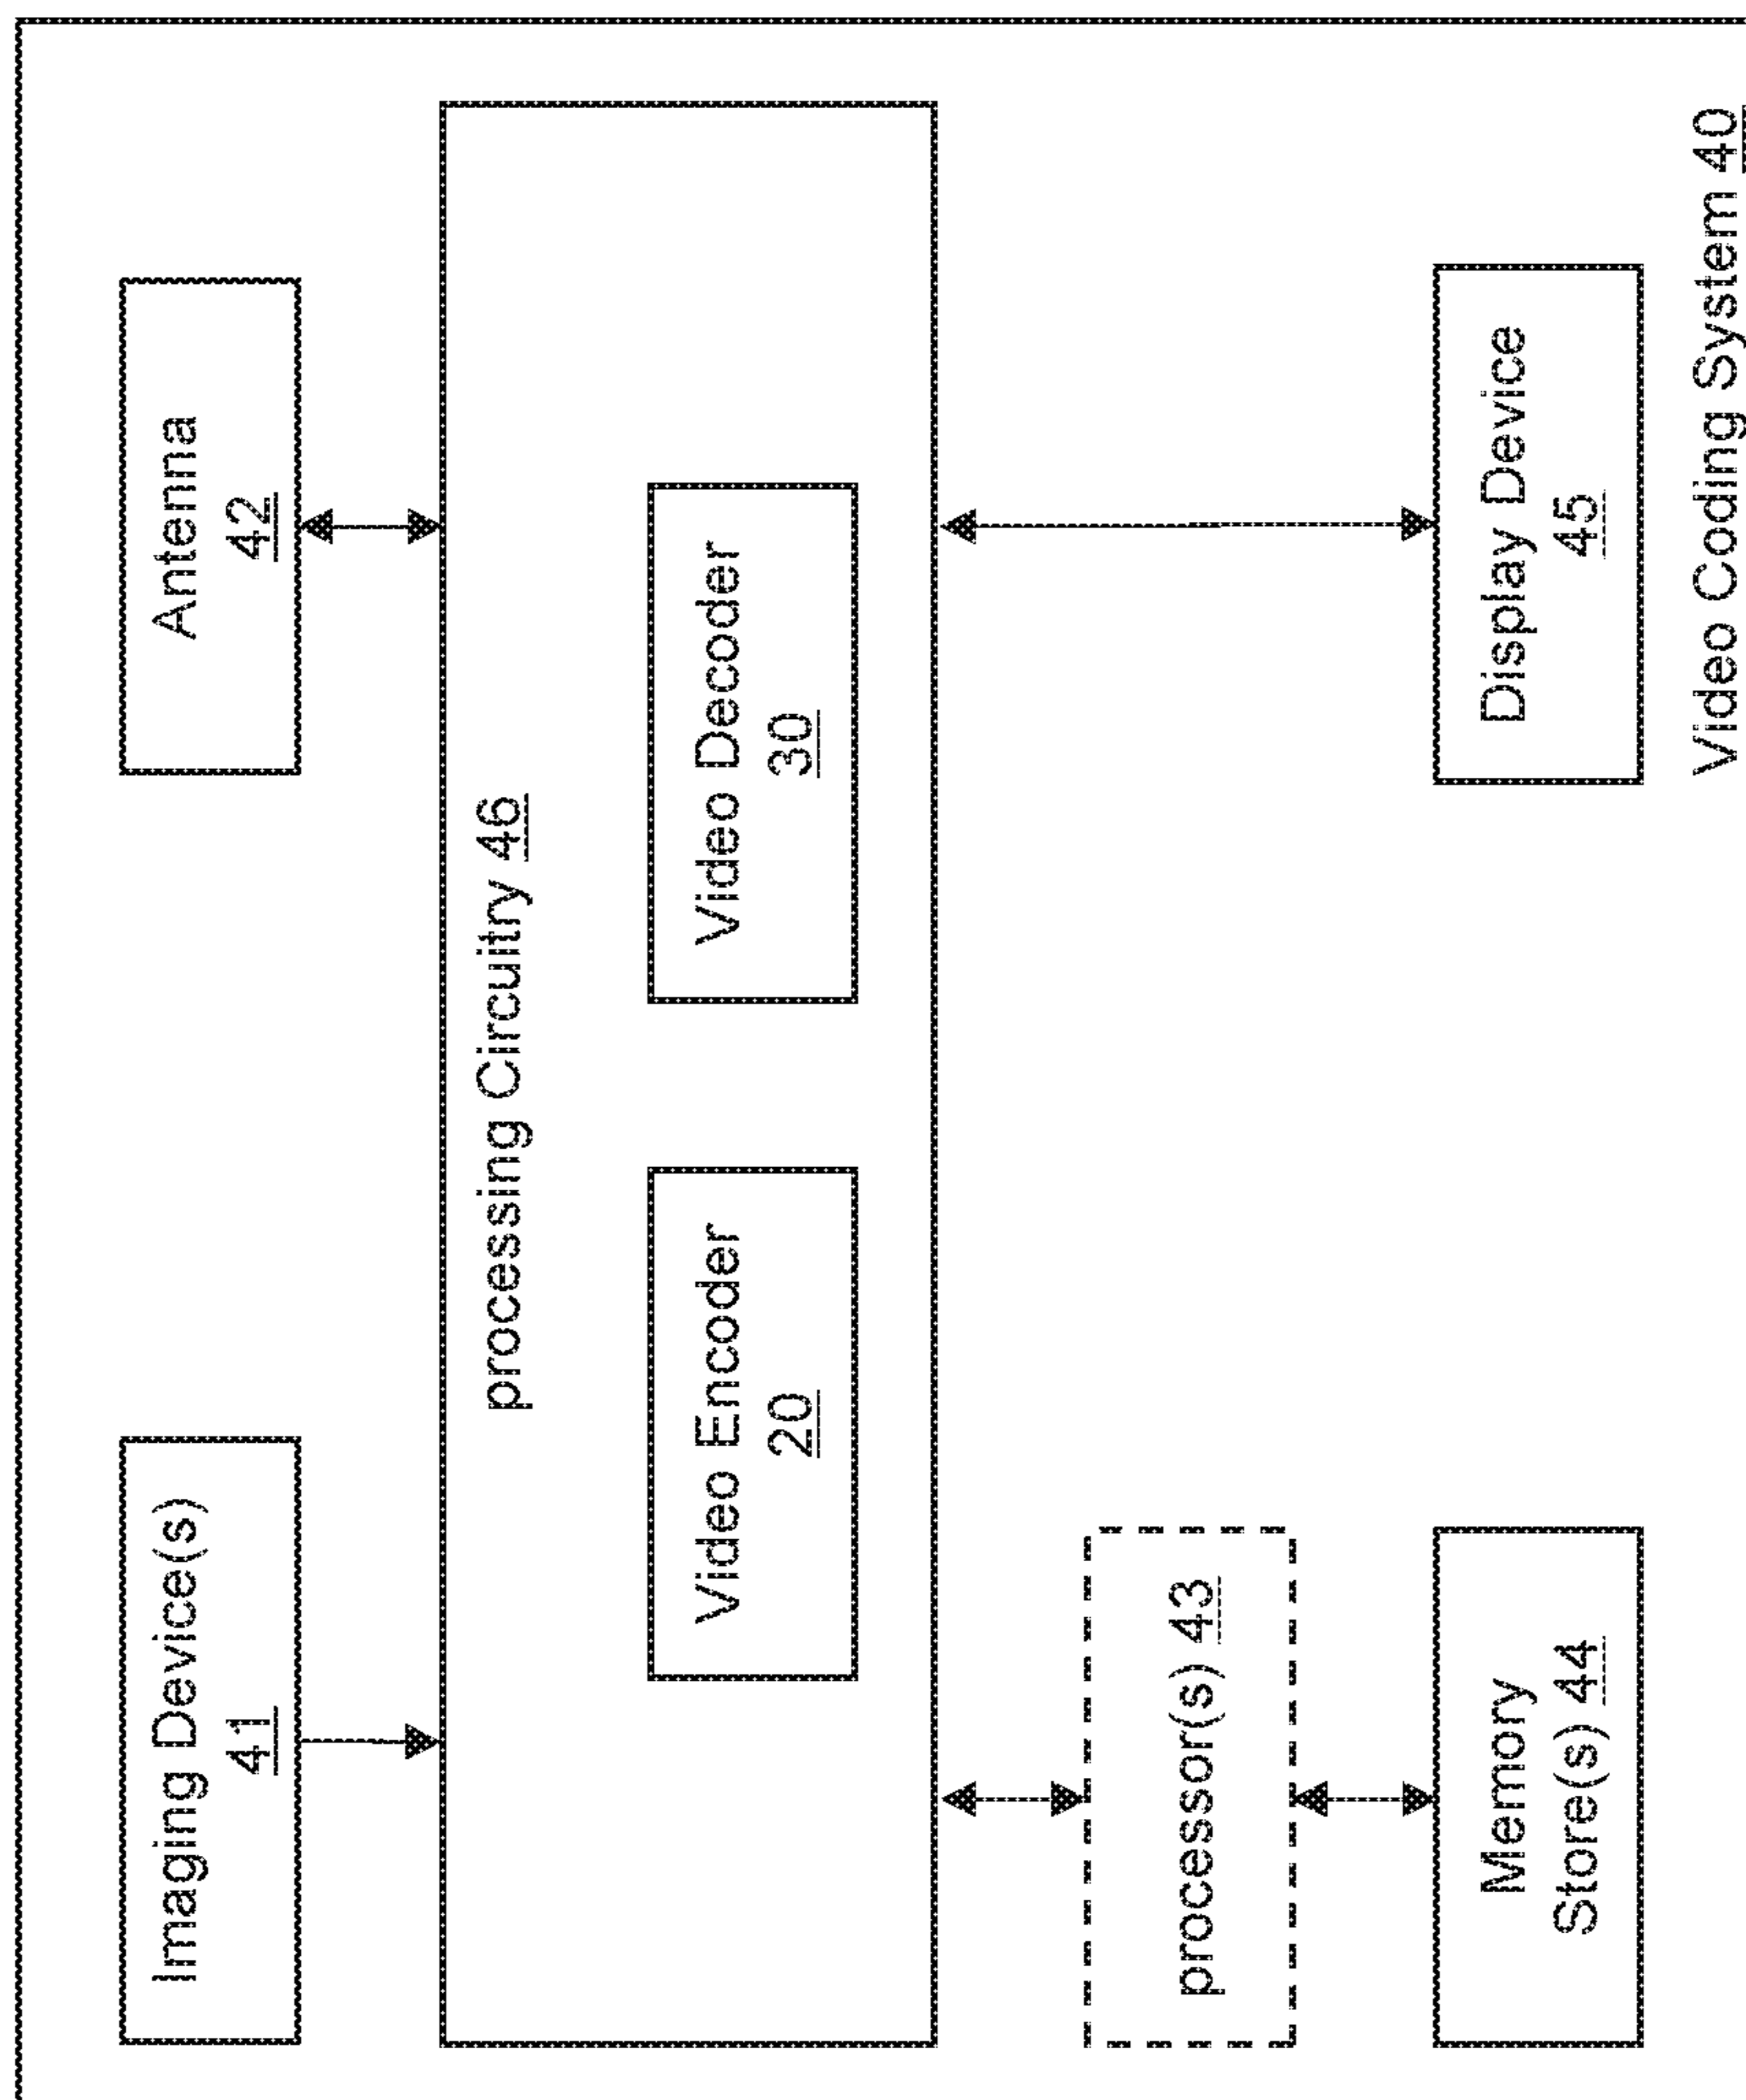 Imaging Device(s)
41
Antenna
42
processing Circuitry 46
Video Encoder
20
Video Decoder
30
processor(s) 43
Memory
Store(s) 44
Display Device
45
Video Coding System 40